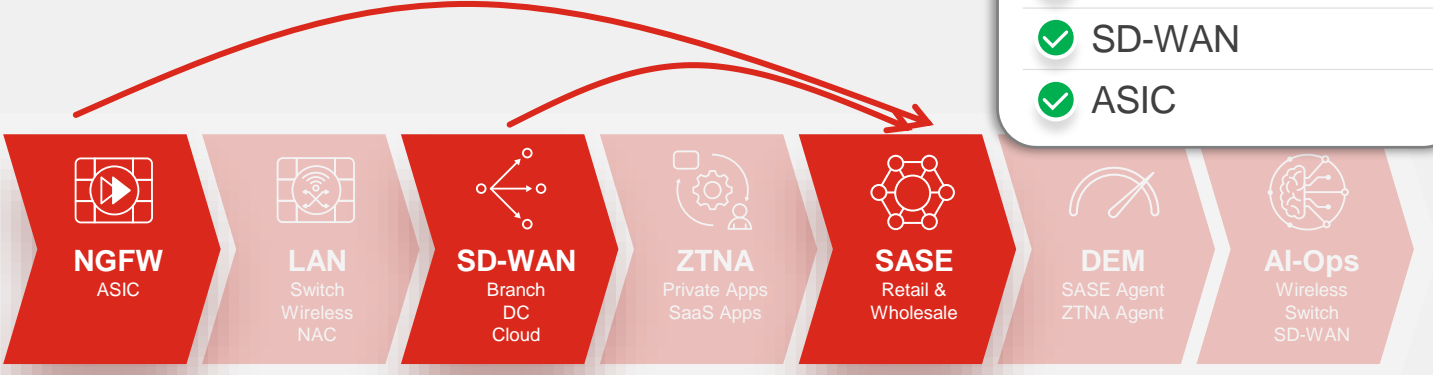 SD-WAN
ASIC
NGFW
ASIC
LAN
Switch
Wireless
NAC
SD-WAN
Branch
DC
Cloud
ZTNA
Private Apps
SaaS Apps
SASE
Retail &
Wholesale
DEM
SASE Agent
ZTNA Agent
AI-Ops
Wireless
Switch
SD-WAN